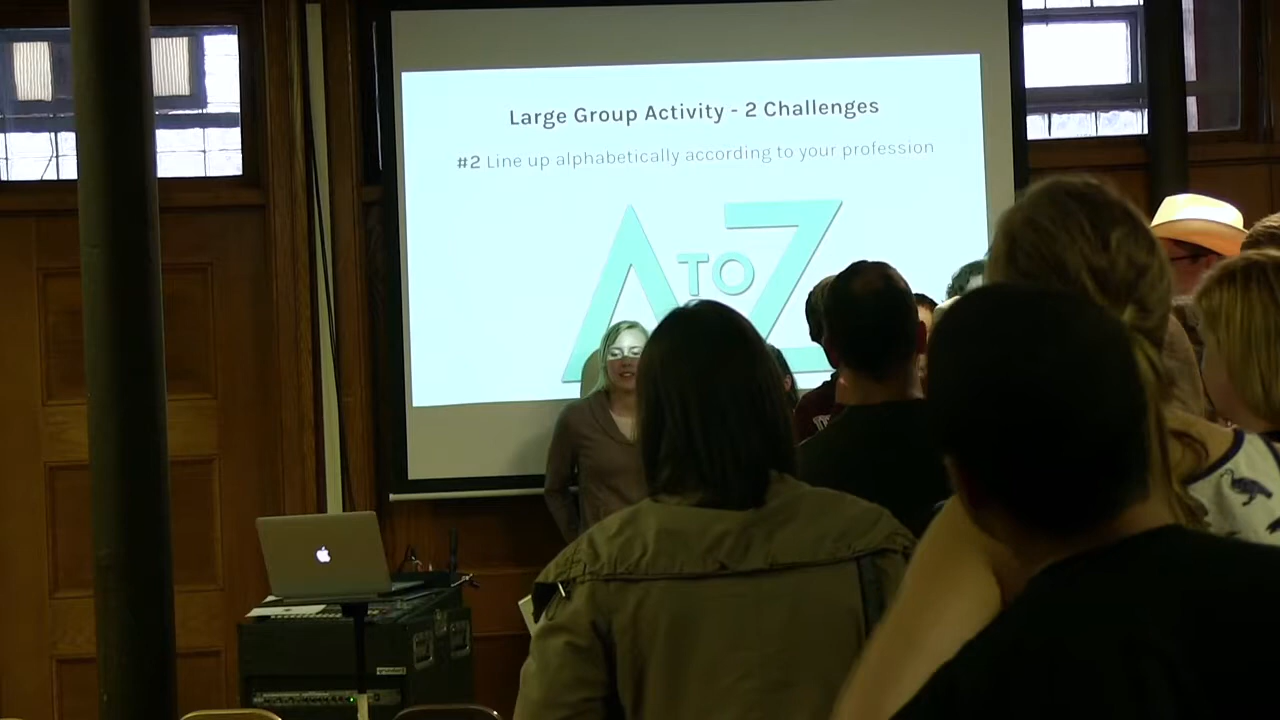 Large Group Activity - 2 Challenges
#2 Line up alphabetically according to your profession
A TO Z